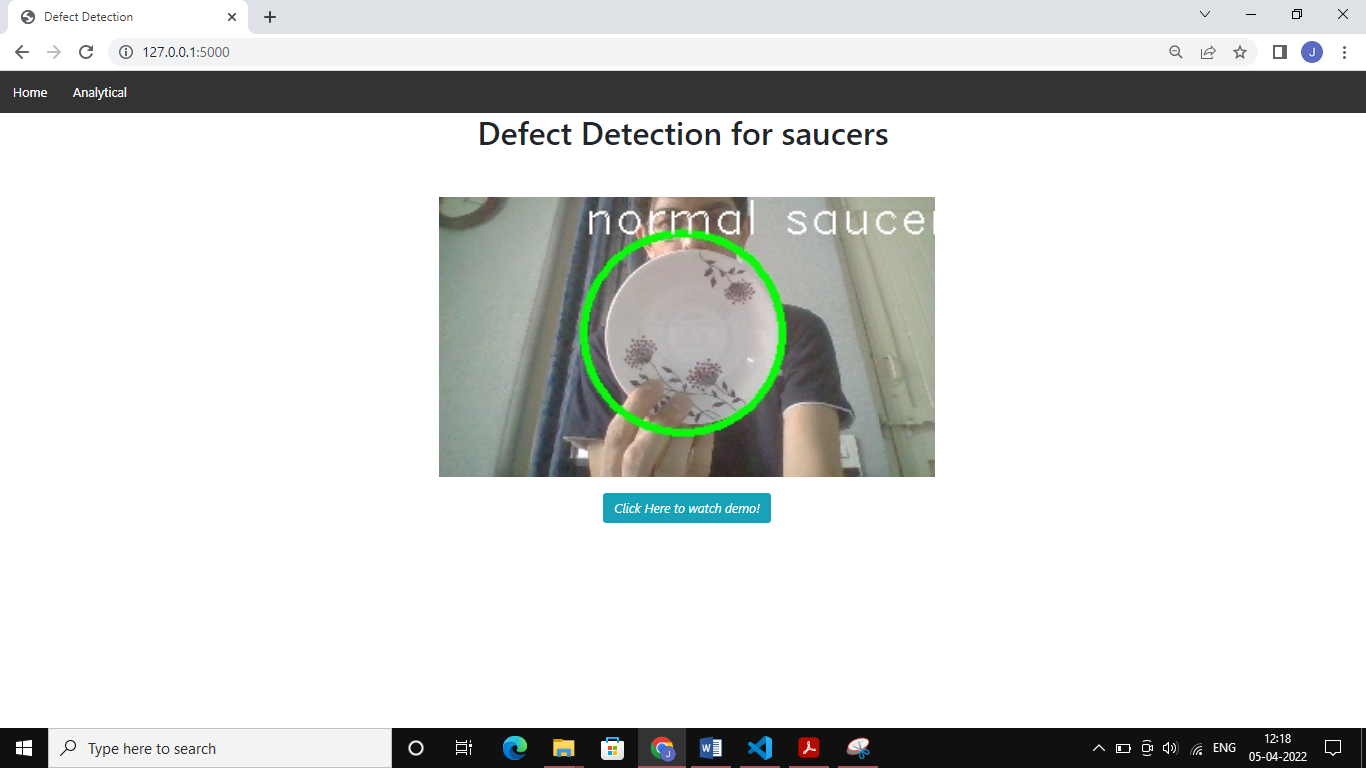 Defect Detection
127.0.0.1:5000
J
Home Analytical
Defect Detection for saucers
normal saucer
Click Here to watch demo!
Type here to search
J
ENG
12:18
05-04-2022